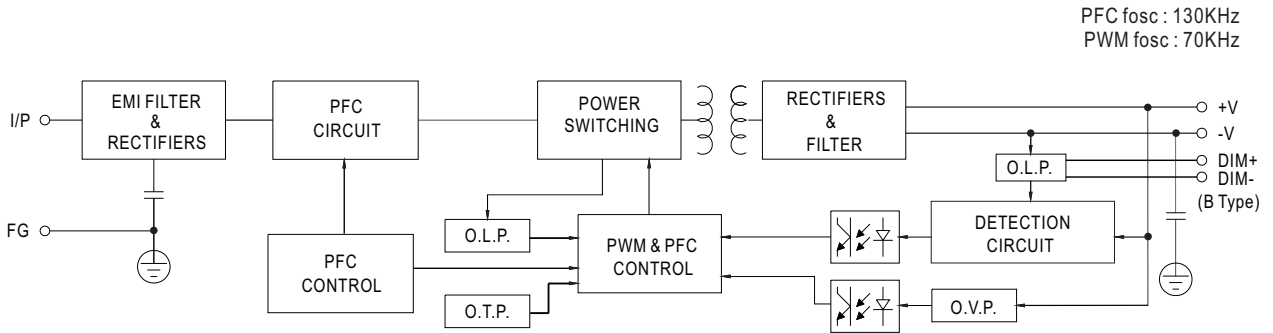 PFC fosc : 130KHz
PWM fosc : 70KHz
I/P
EMI FILTER
&
RECTIFIERS
PFC
CIRCUIT
POWER
SWITCHING
RECTIFIERS
&
FILTER
+V
-V
O.L.P.
DIM+
DIM-
(B Type)
FG
PFC
CONTROL
O.L.P.
O.T.P.
PWM & PFC
CONTROL
DETECTION
CIRCUIT
O.V.P.